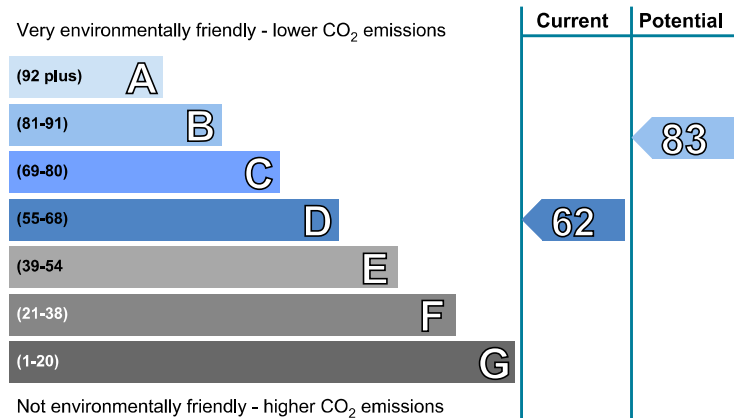 Current Potential
Very environmentally friendly - lower CO₂ emissions
(92 plus) A
(81-91) B
83
(69-80) C
(55-68) D
62
(39-54 E
(21-38) F
(1-20) G
Not environmentally friendly - higher CO₂ emissions